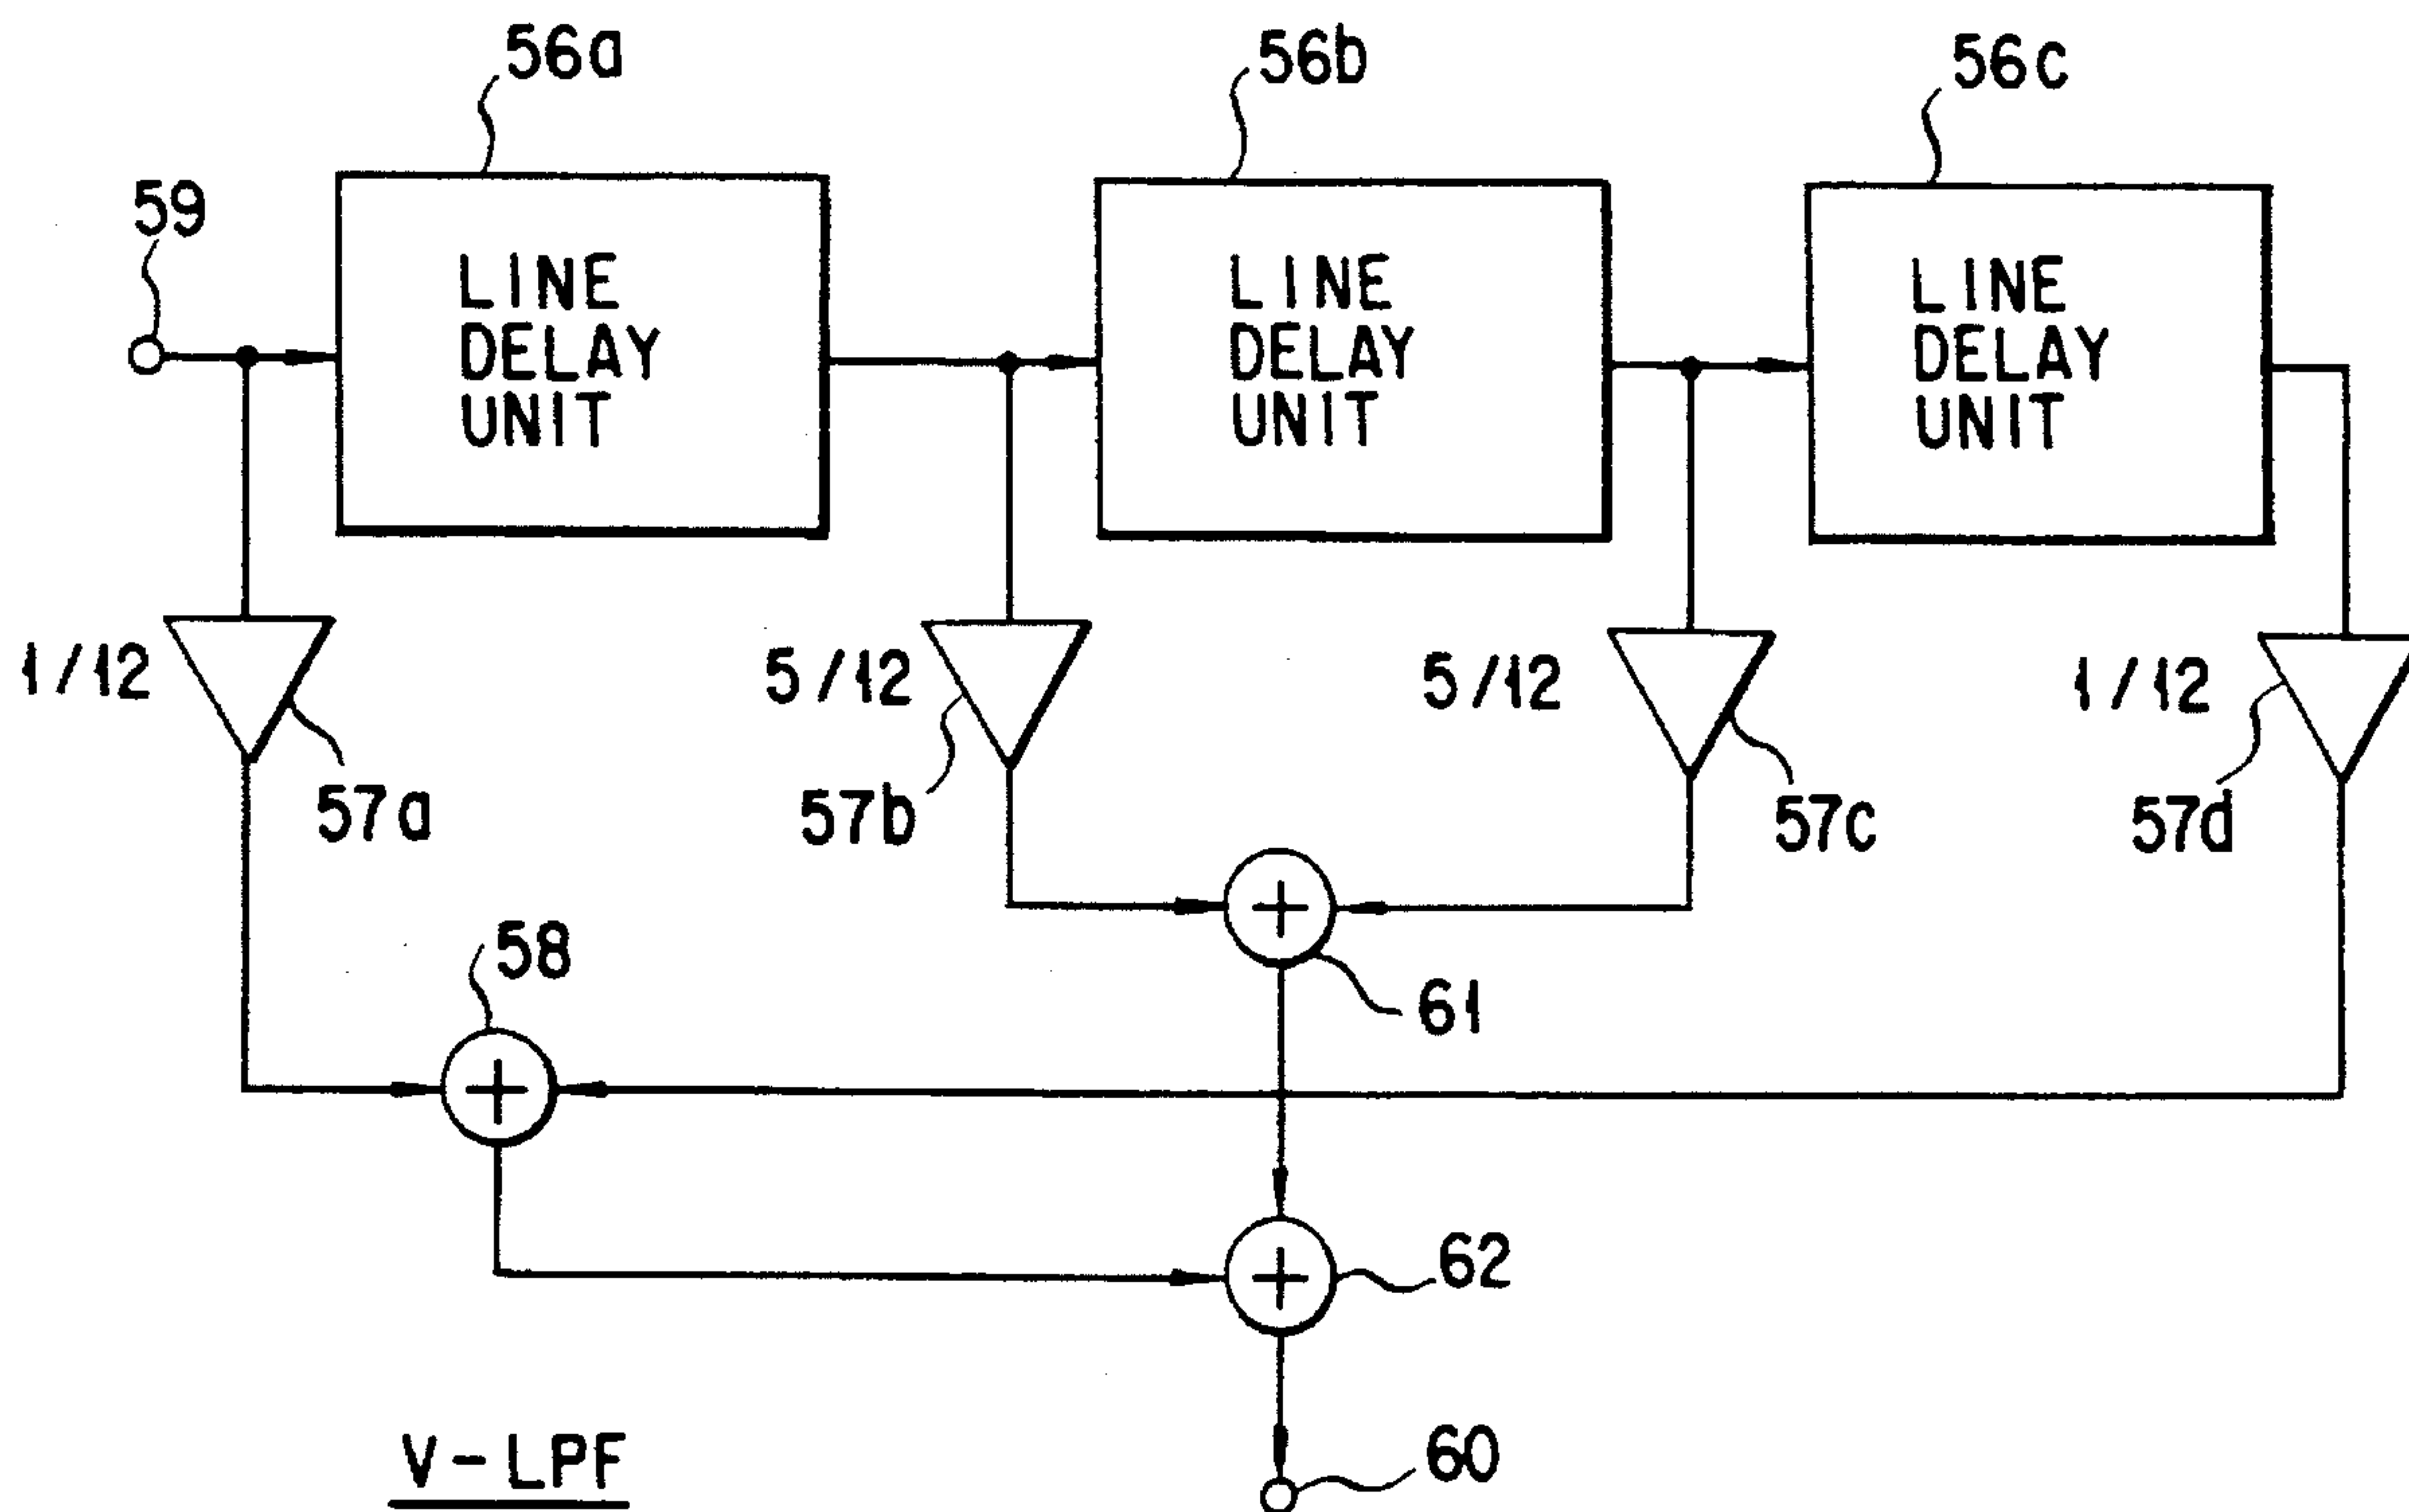 56a
56b
56c
59
LINE
DELAY
UNIT
LINE
DELAY
UNIT
LINE
DELAY
UNIT
1/12
5/12
5/12
1/12
57a
57b
57c
57d
58
61
62
60
V-LPF